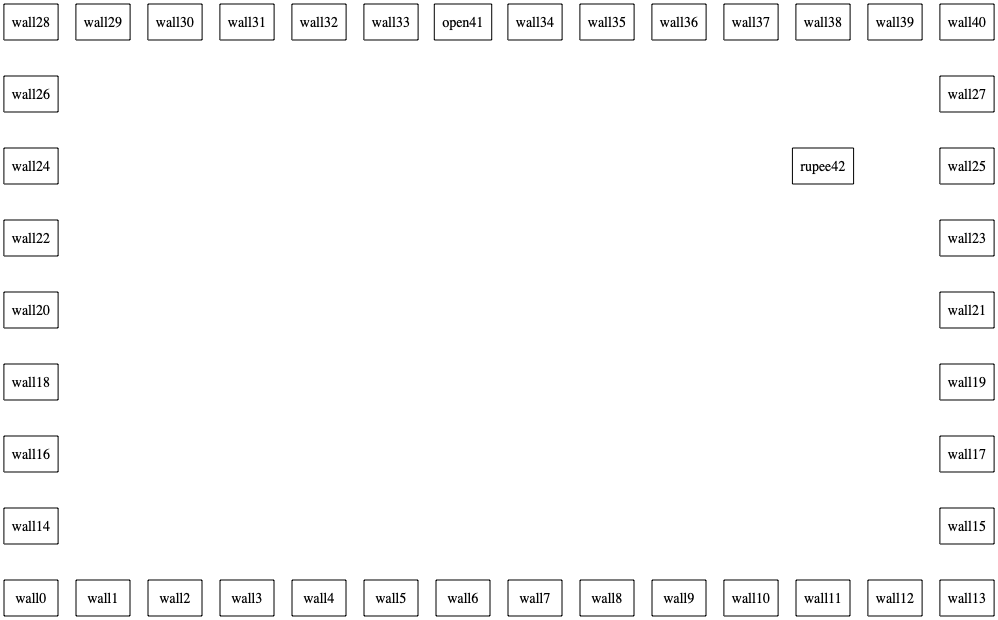 wall28 wall29 wall30 wall31 wall32 wall33 open41 wall34 wall35 wall36 wall37 wall38 wall39 wall40
wall26 wall27
wall24 rupee42 wall25
wall22 wall23
wall20 wall21
wall18 wall19
wall16 wall17
wall14 wall15
wall0 wall1 wall2 wall3 wall4 wall5 wall6 wall7 wall8 wall9 wall10 wall11 wall12 wall13